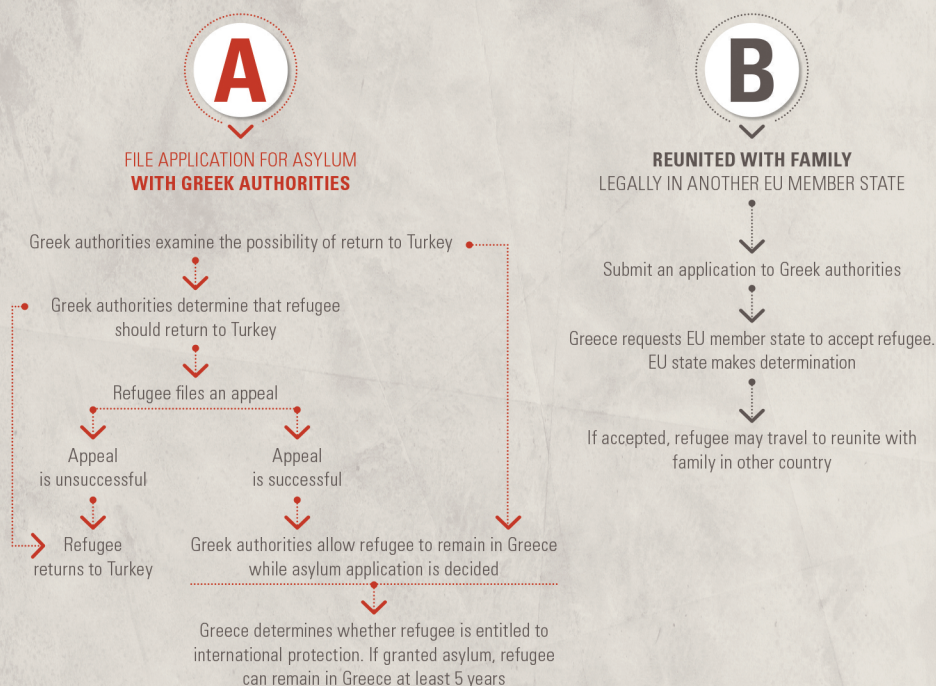 A
FILE APPLICATION FOR ASYLUM
WITH GREEK AUTHORITIES
Greek authorities examine the possibility of return to Turkey
Greek authorities determine that refugee
should return to Turkey
Refugee files an appeal
Appeal
is unsuccessful
Appeal
is successful
Refugee
returns to Turkey
Greek authorities allow refugee to remain in Greece
while asylum application is decided
Greece determines whether refugee is entitled to
international protection. If granted asylum, refugee
can remain in Greece at least 5 years
B
REUNITED WITH FAMILY
LEGALLY IN ANOTHER EU MEMBER STATE
Submit an application to Greek authorities
Greece requests EU member state to accept refugee.
EU state makes determination
If accepted, refugee may travel to reunite with
family in other country